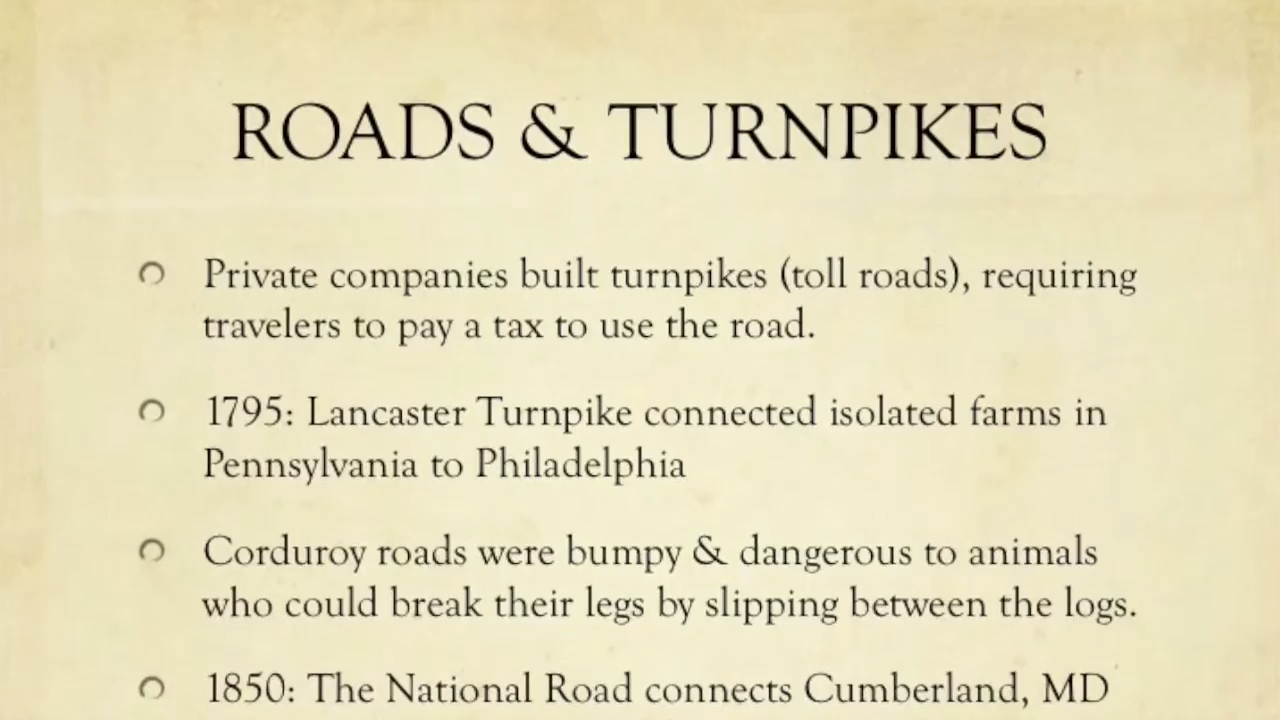 ROADS & TURNPIKES
Private companies built turnpikes (toll roads), requiring
travelers to pay a tax to use the road.
1795: Lancaster Turnpike connected isolated farms in
Pennsylvania to Philadelphia
Corduroy roads were bumpy & dangerous to animals
who could break their legs by slipping between the logs.
1850: The National Road connects Cumberland, MD